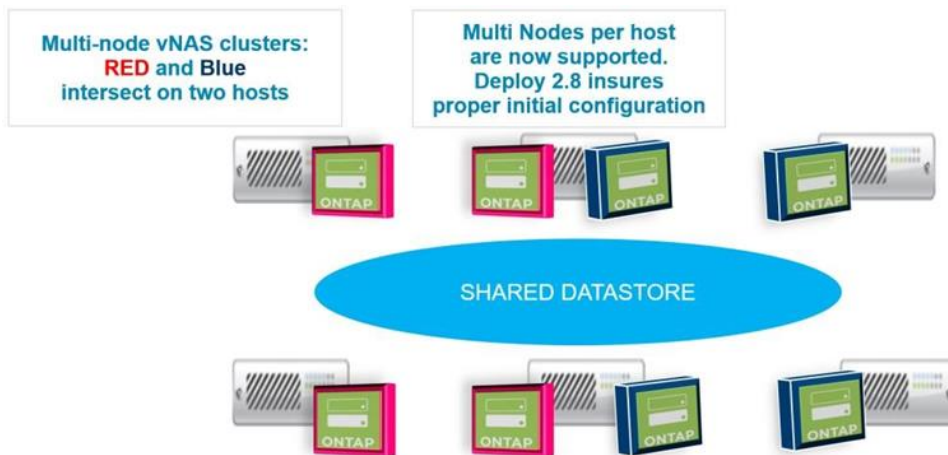 Multi-node vNAS clusters:
RED and Blue
intersect on two hosts
Multi Nodes per host
are now supported.
Deploy 2.8 insures
proper initial configuration
ONTAP
ONTAP
ONTAP
ONTAP
SHARED DATASTORE
ONTAP
ONTAP
ONTAP
ONTAP